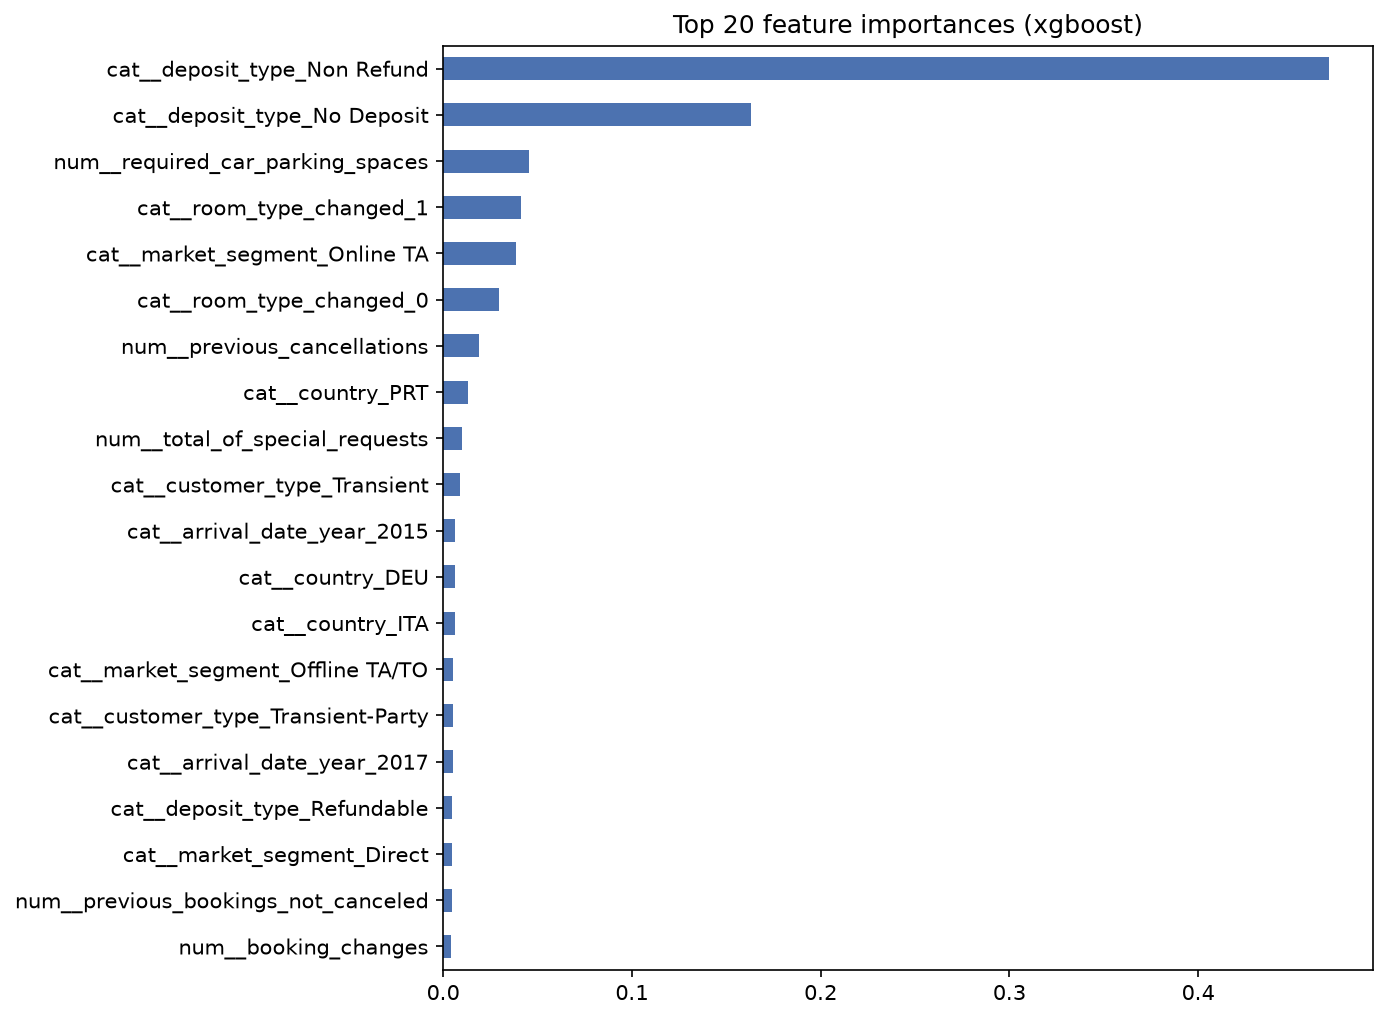 Top 20 feature importances (xgboost)
cat__deposit_type_Non Refund
cat__deposit_type_No Deposit
num__required_car_parking_spaces
cat__room_type_changed_1
cat__market_segment_Online TA
cat__room_type_changed_0
num__previous_cancellations
cat__country_PRT
num__total_of_special_requests
cat__customer_type_Transient
cat__arrival_date_year_2015
cat__country_DEU
cat__country_ITA
cat__market_segment_Offline TA/TO
cat__customer_type_Transient-Party
cat__arrival_date_year_2017
cat__deposit_type_Refundable
cat__market_segment_Direct
num__previous_bookings_not_canceled
num__booking_changes
0.0 0.1 0.2 0.3 0.4